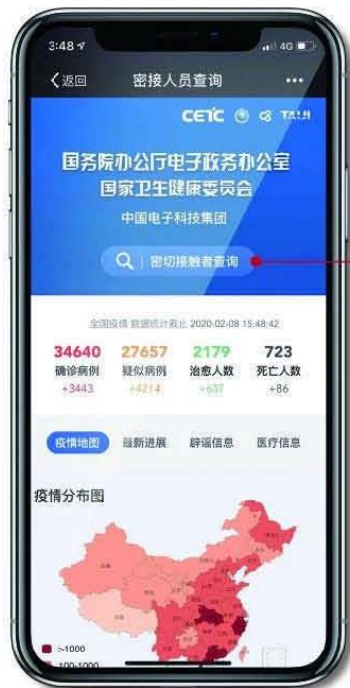 3:48
4G
返回 密接人员查询
CETC TAIJI
国务院办公厅电子政务办公室
国家卫生健康委员会
中国电子科技集团
密切接触者查询
全国疫情 数据统计截止 2020-02-08 15:48:42
34640 27657 2179 723
确诊病例 疑似病例 治愈人数 死亡人数
+3443 +4214 +637 +86
疫情地图 最新进展 辟谣信息 医疗信息
疫情分布图
>1000
100-1000